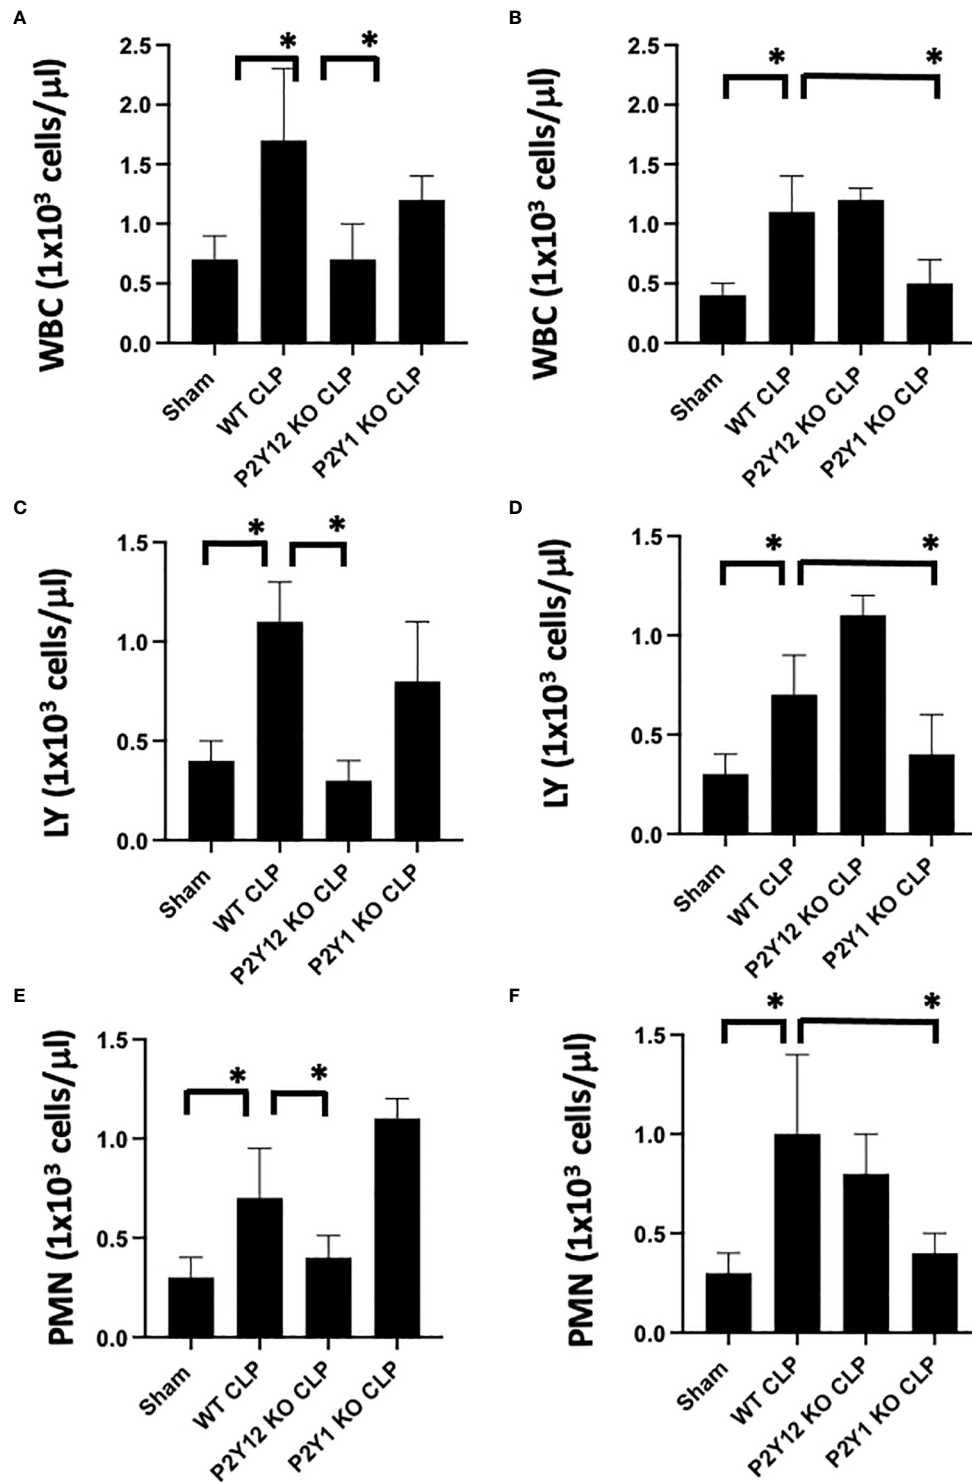 A
WBC (1x10³ cells/μl)
2.5
2.0
1.5
1.0
0.5
0.0
* *
Sham
WT CLP
P2Y12 KO CLP
P2Y1 KO CLP
B
WBC (1x10³ cells/μl)
2.5
2.0
1.5
1.0
0.5
0.0
* *
Sham
WT CLP
P2Y12 KO CLP
P2Y1 KO CLP
C
LY (1x10³ cells/μl)
1.5
1.0
0.5
0.0
* *
Sham
WT CLP
P2Y12 KO CLP
P2Y1 KO CLP
D
LY (1x10³ cells/μl)
1.5
1.0
0.5
0.0
* *
Sham
WT CLP
P2Y12 KO CLP
P2Y1 KO CLP
E
PMN (1x10³ cells/μl)
1.5
1.0
0.5
0.0
* *
Sham
WT CLP
P2Y12 KO CLP
P2Y1 KO CLP
F
PMN (1x10³ cells/μl)
1.5
1.0
0.5
0.0
* *
Sham
WT CLP
P2Y12 KO CLP
P2Y1 KO CLP